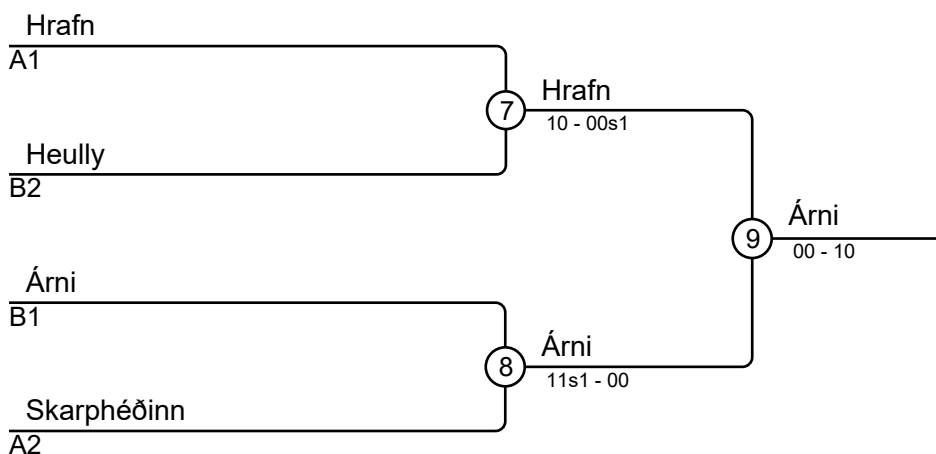 Hrafn
A1
7
Hrafn
10 - 00s1
Heully
B2
9
Árni
00 - 10
Árni
B1
8
Árni
11s1 - 00
Skarphéðinn
A2